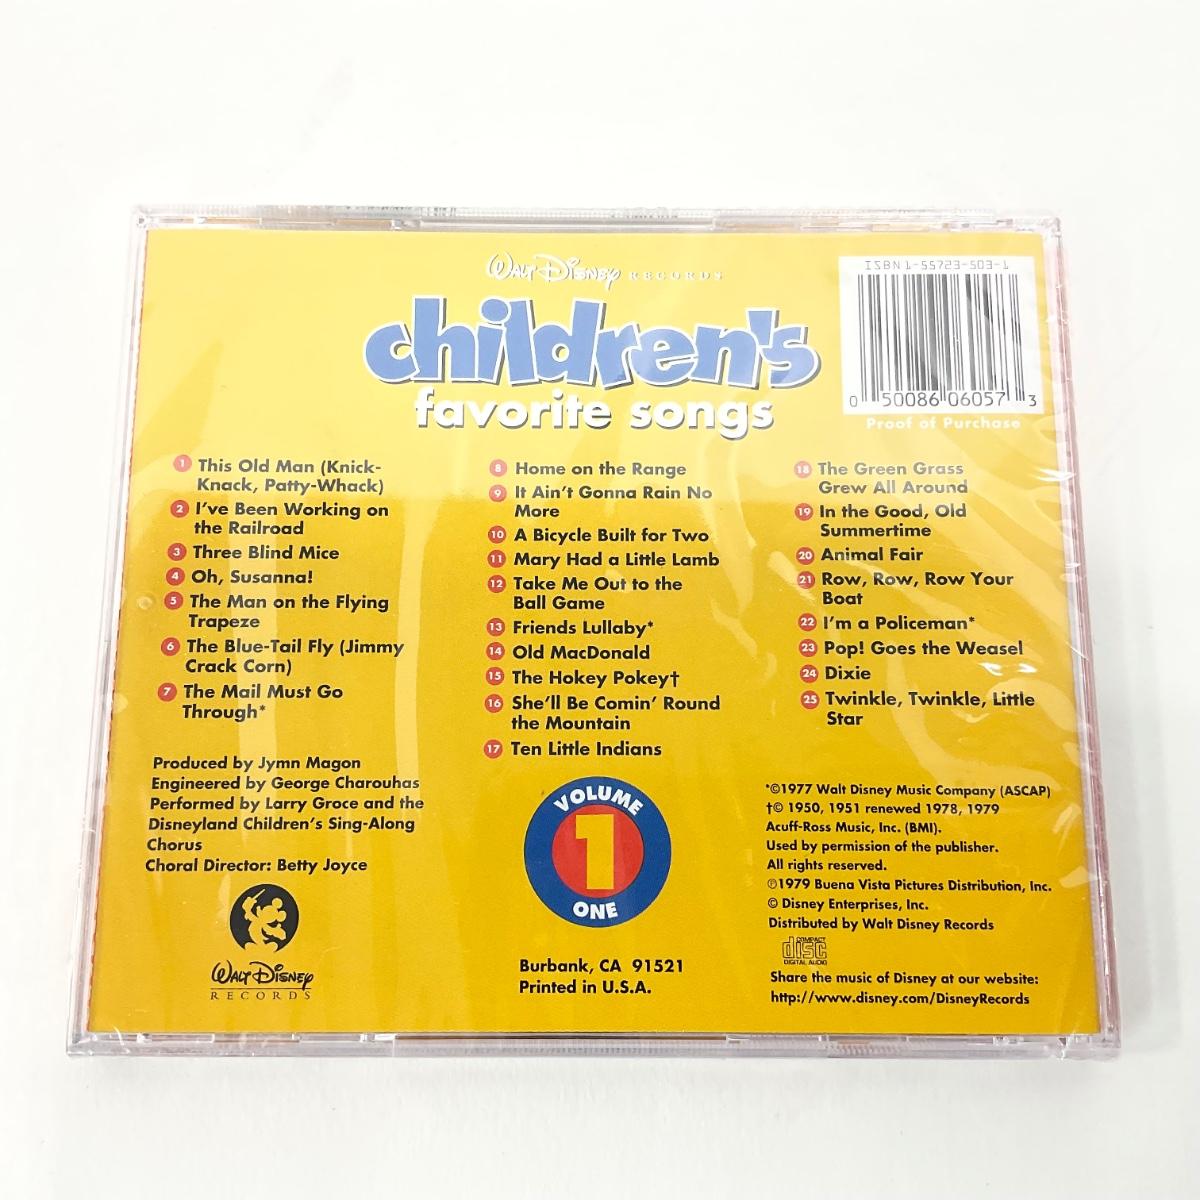 WALT DISNEY RECORDS
children's
favorite songs
ISBN 1-55723-503-1
0 50086 06057 3
Proof of Purchase
1 This Old Man (Knick-
Knack, Patty-Whack)
2 I've Been Working on
the Railroad
3 Three Blind Mice
4 Oh, Susanna!
5 The Man on the Flying
Trapeze
6 The Blue-Tail Fly (Jimmy
Crack Corn)
7 The Mail Must Go
Through*
8 Home on the Range
9 It Ain't Gonna Rain No
More
10 A Bicycle Built for Two
11 Mary Had a Little Lamb
12 Take Me Out to the
Ball Game
13 Friends Lullaby*
14 Old MacDonald
15 The Hokey Pokey†
16 She'll Be Comin' Round
the Mountain
17 Ten Little Indians
18 The Green Grass
Grew All Around
19 In the Good, Old
Summertime
20 Animal Fair
21 Row, Row, Row Your
Boat
22 I'm a Policeman*
23 Pop! Goes the Weasel
24 Dixie
25 Twinkle, Twinkle, Little
Star
Produced by Jymn Magon
Engineered by George Charouhas
Performed by Larry Groce and the
Disneyland Children's Sing-Along
Chorus
Choral Director: Betty Joyce
WALT DISNEY
RECORDS
VOLUME
1
ONE
Burbank, CA 91521
Printed in U.S.A.
*©1977 Walt Disney Music Company (ASCAP)
†© 1950, 1951 renewed 1978, 1979
Acuff-Ross Music, Inc. (BMI).
Used by permission of the publisher.
All rights reserved.
℗1979 Buena Vista Pictures Distribution, Inc.
© Disney Enterprises, Inc.
Distributed by Walt Disney Records
COMPACT
disc
DIGITAL AUDIO
Share the music of Disney at our website:
http://www.disney.com/DisneyRecords